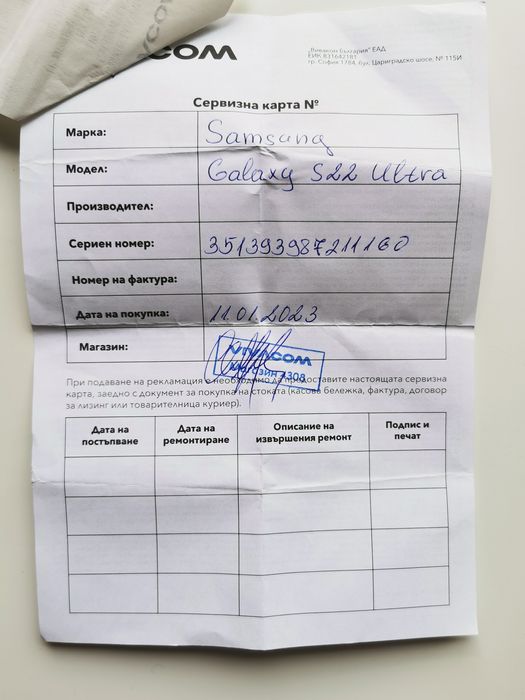 COM
"Виваком България" ЕАД
ЕИК 831642181
гр. София 1784, бул. Цариградско шосе, № 115И
Сервизна карта №
Марка: Samsung
Модел: Galaxy S22 Ultra
Производител:
Сериен номер: 351393987211160
Номер на фактура:
Дата на покупка: 11.01.2023
Магазин: VIVACOM
магазин 7308
При подаване на рекламация е необходимо да предоставите настоящата сервизна
карта, заедно с документ за покупка на стоката (касова бележка, фактура, договор
за лизинг или товарителница куриер).
Дата на постъпване Дата на ремонтиране Описание на извършения ремонт Подпис и печат